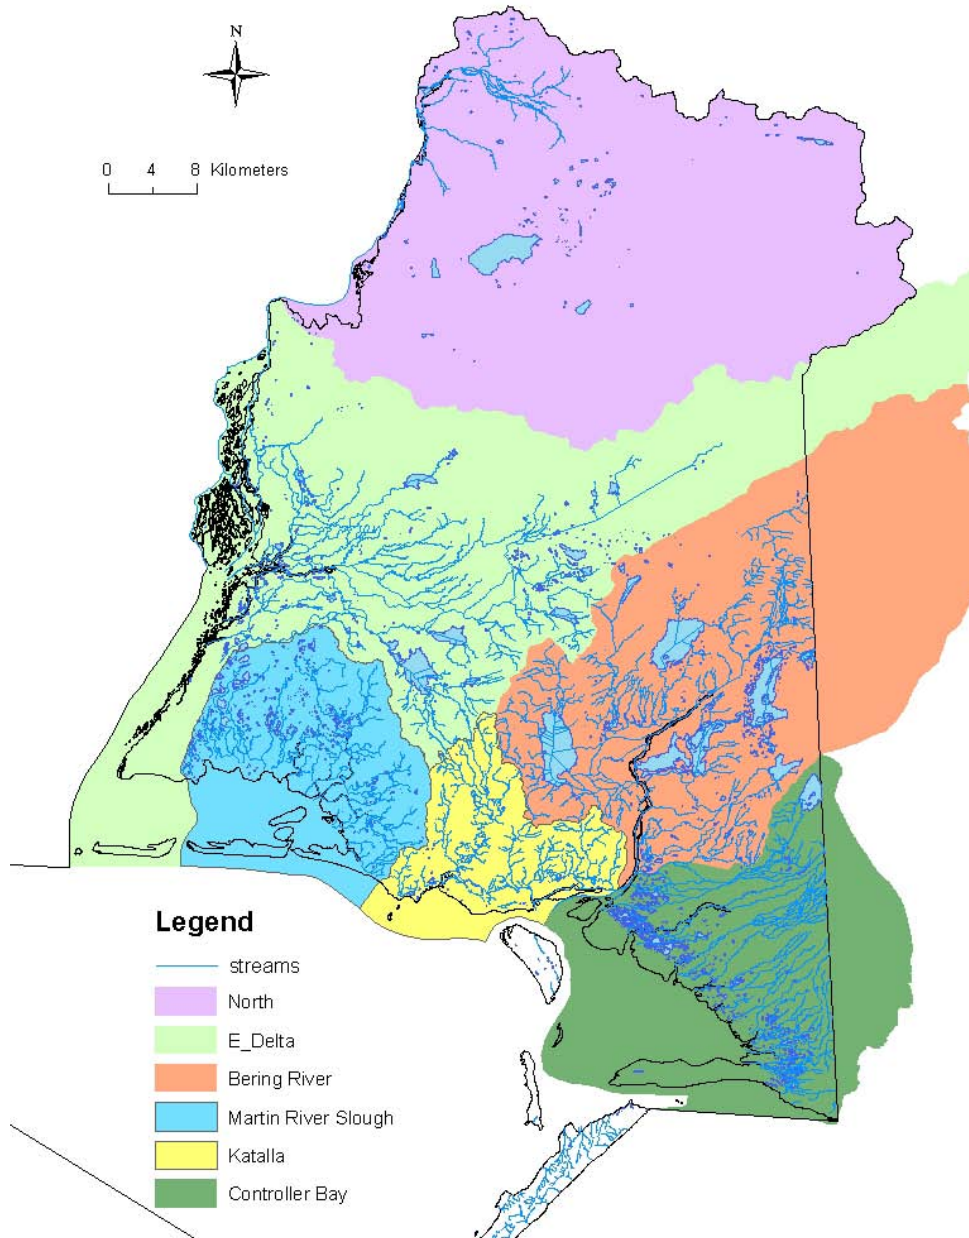 N
0 4 8 Kilometers
Legend
streams
North
E_Delta
Bering River
Martin River Slough
Katalla
Controller Bay